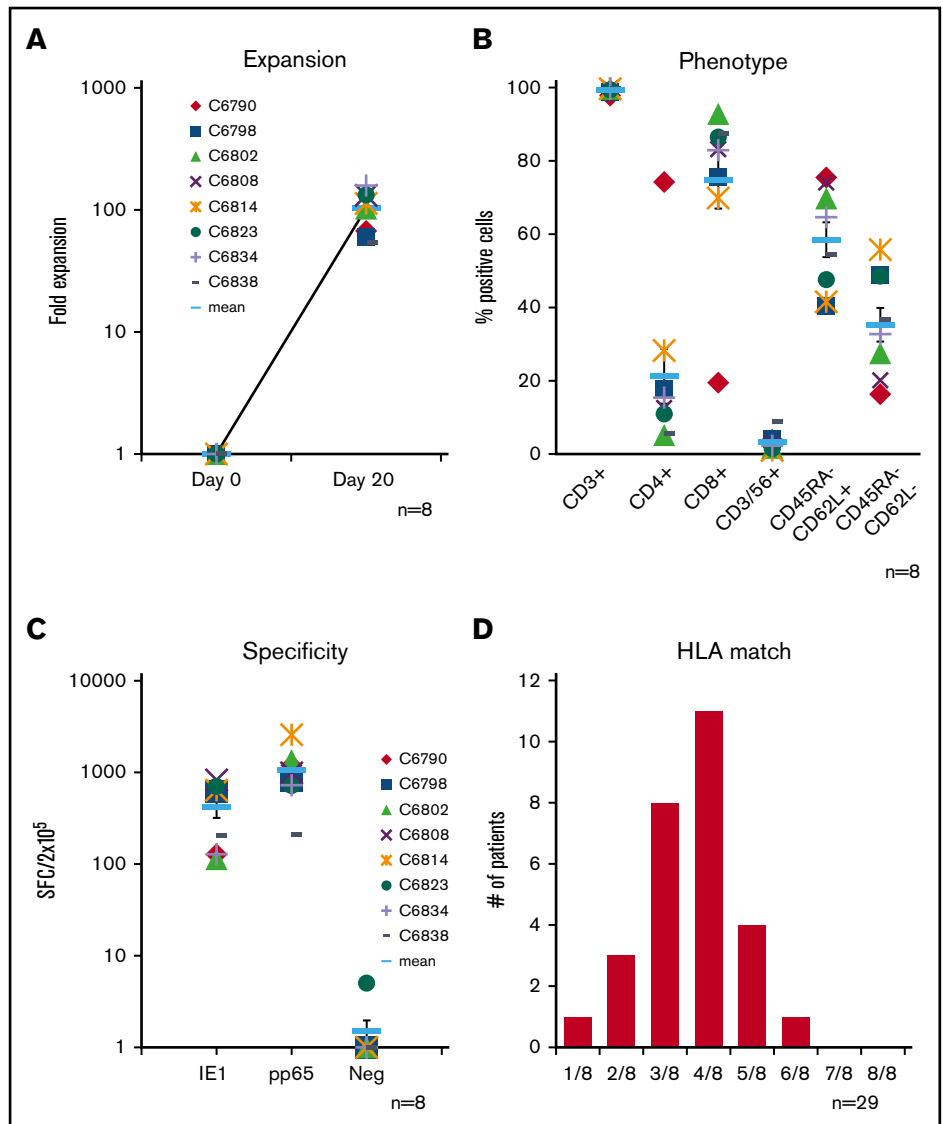 A
Expansion
Fold expansion
1000
100
10
1
C6790
C6798
C6802
C6808
C6814
C6823
C6834
C6838
mean
Day 0
Day 20
n=8
B
Phenotype
% positive cells
100
80
60
40
20
0
CD3+
CD4+
CD8+
CD3/56+
CD45RA-
CD62L+
CD45RA-
CD62L-
n=8
C
Specificity
SFC/2x10⁵
10000
1000
100
10
1
C6790
C6798
C6802
C6808
C6814
C6823
C6834
C6838
mean
IE1
pp65
Neg
n=8
D
HLA match
# of patients
12
10
8
6
4
2
0
1/8
2/8
3/8
4/8
5/8
6/8
7/8
8/8
n=29